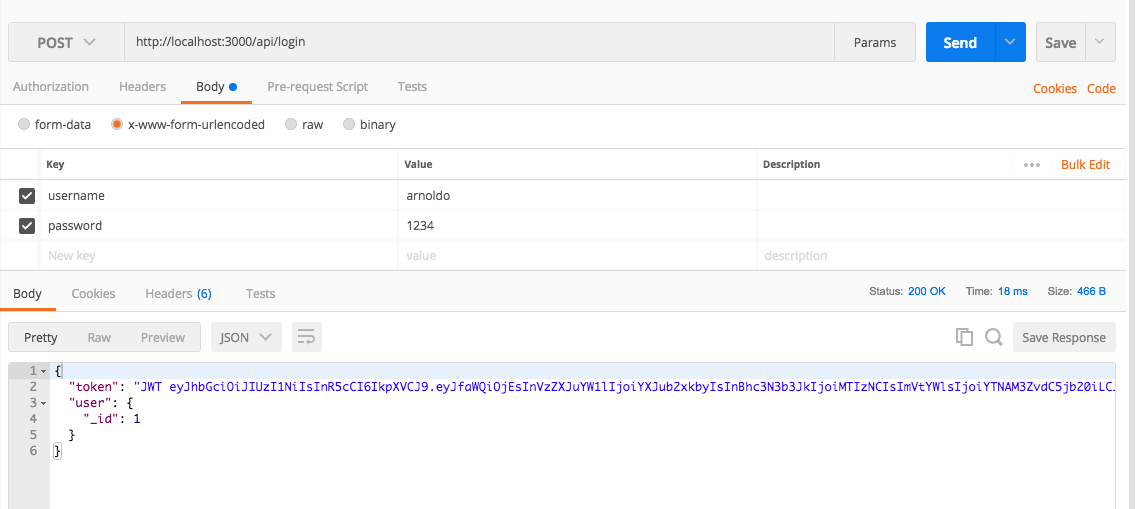 POST http://localhost:3000/api/login Params Send Save
Authorization Headers Body Pre-request Script Tests Cookies Code
form-data x-www-form-urlencoded raw binary
Key Value Description ••• Bulk Edit
username arnoldo
password 1234
New key value description
Body Cookies Headers (6) Tests Status: 200 OK Time: 18 ms Size: 466 B
Pretty Raw Preview JSON Save Response
1 {
2 "token": "JWT eyJhbGciOiJIUzI1NiIsInR5cCI6IkpXVCJ9.eyJfaWQiOjEsInVzZXJuYW1lIjoiYXJub2xkbyIsInBhc3N3b3JkIjoiMTIzNCIsImVtYWlsIjoiYTNAM3ZvdC5jb20iLC
3 "user": {
4 "_id": 1
5 }
6 }